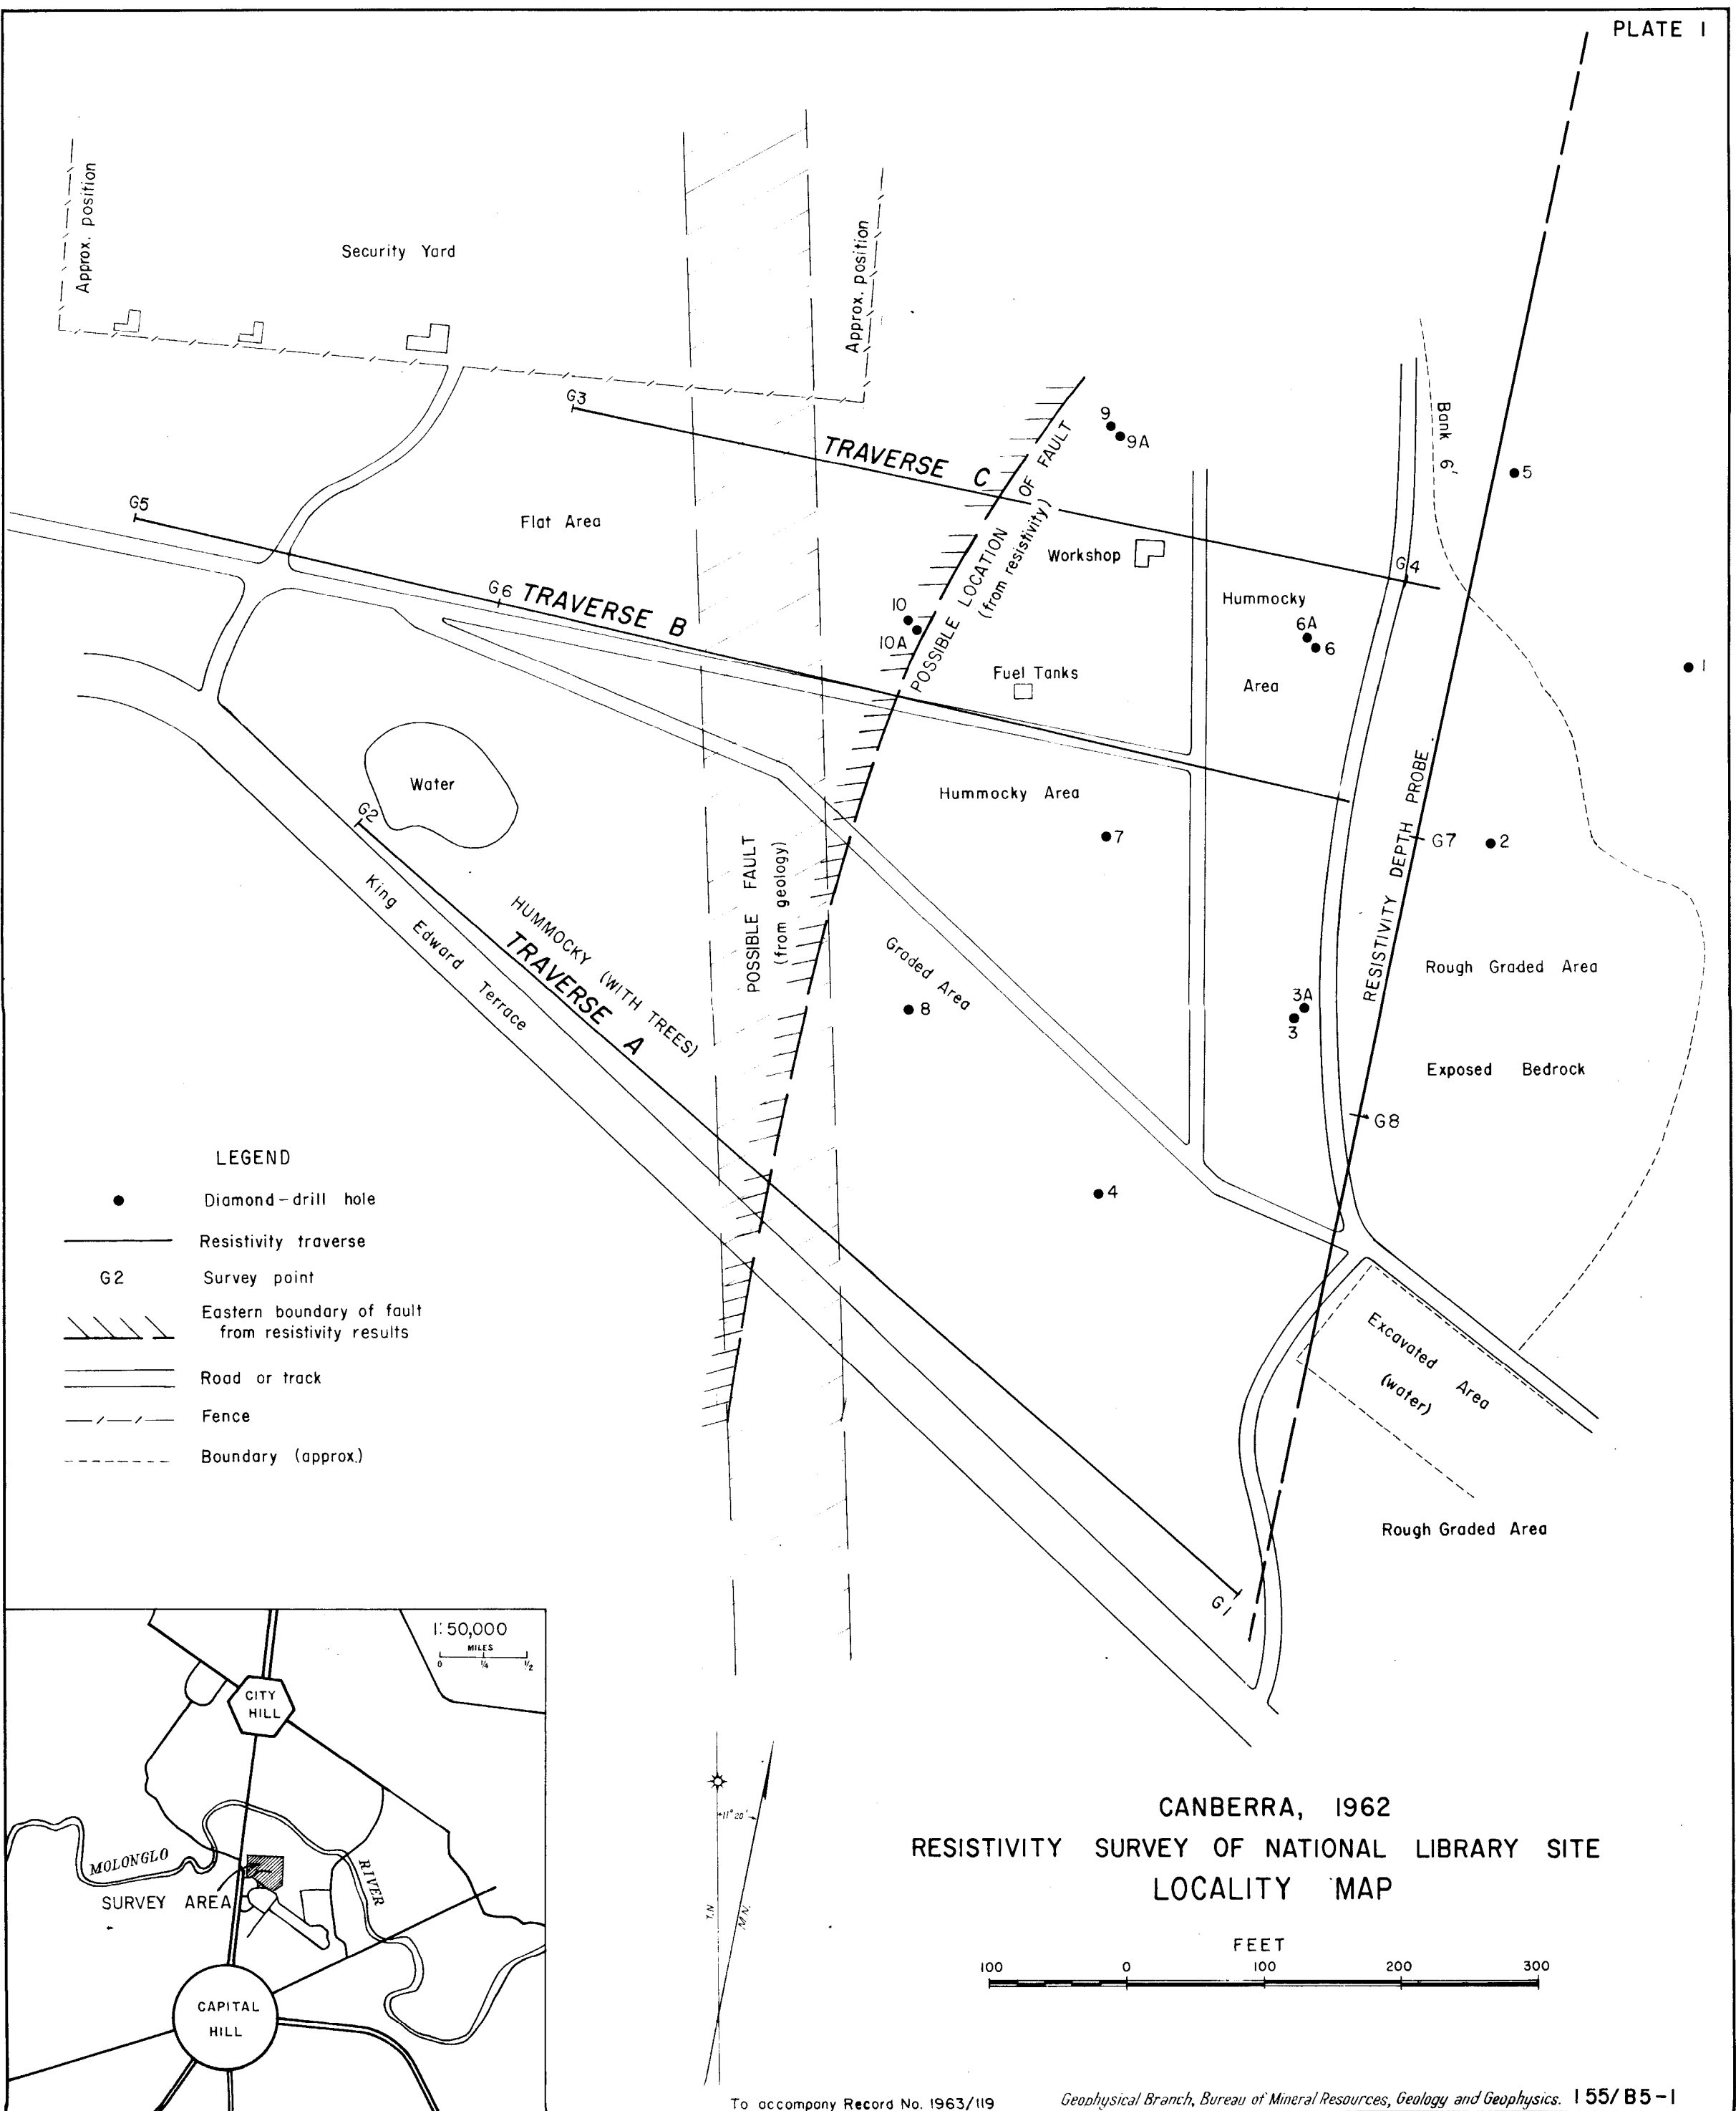 PLATE 1
Approx. position
Security Yard
Approx. position
G3
TRAVERSE C
9
9A
Bank 6'
5
G5
Flat Area
POSSIBLE LOCATION OF FAULT
(from resistivity)
Workshop
G4
G6
TRAVERSE B
10
10A
Hummocky
Area
6A
6
1
Fuel Tanks
Water
G2
Hummocky Area
7
RESISTIVITY DEPTH PROBE
G7
2
King Edward Terrace
HUMMOCKY (WITH TREES)
TRAVERSE A
POSSIBLE FAULT
(from geology)
Graded Area
8
3A
3
Rough Graded Area
Exposed Bedrock
G8
4
LEGEND
Diamond-drill hole
Resistivity traverse
G2
Survey point
Eastern boundary of fault
from resistivity results
Road or track
Fence
Boundary (approx.)
Excavated Area
(water)
Rough Graded Area
G1
1:50,000
MILES
0 1/4 1/2
CITY
HILL
MOLONGLO
RIVER
SURVEY AREA
CAPITAL
HILL
11° 20'
T.N.
M.N.
CANBERRA, 1962
RESISTIVITY SURVEY OF NATIONAL LIBRARY SITE
LOCALITY MAP
FEET
100 0 100 200 300
To accompany Record No. 1963/119
Geophysical Branch, Bureau of Mineral Resources, Geology and Geophysics. I 55/B5-1